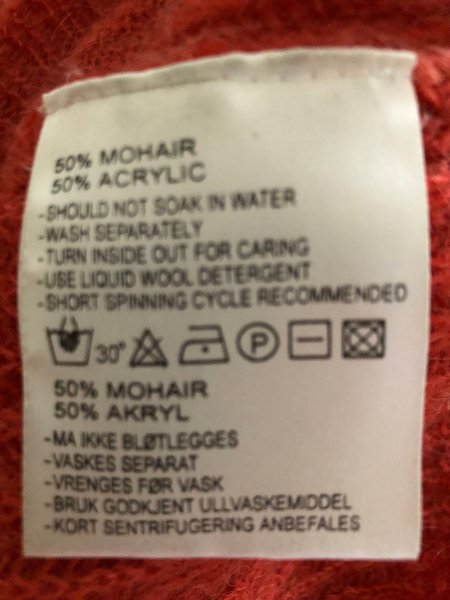 50% MOHAIR
50% ACRYLIC
-SHOULD NOT SOAK IN WATER
-WASH SEPARATELY
-TURN INSIDE OUT FOR CARING
-USE LIQUID WOOL DETERGENT
-SHORT SPINNING CYCLE RECOMMENDED
30° P
50% MOHAIR
50% AKRYL
-MA IKKE BLØTLEGGES
-VASKES SEPARAT
-VRENGES FØR VASK
-BRUK GODKJENT ULLVASKEMIDDEL
-KORT SENTRIFUGERING ANBEFALES